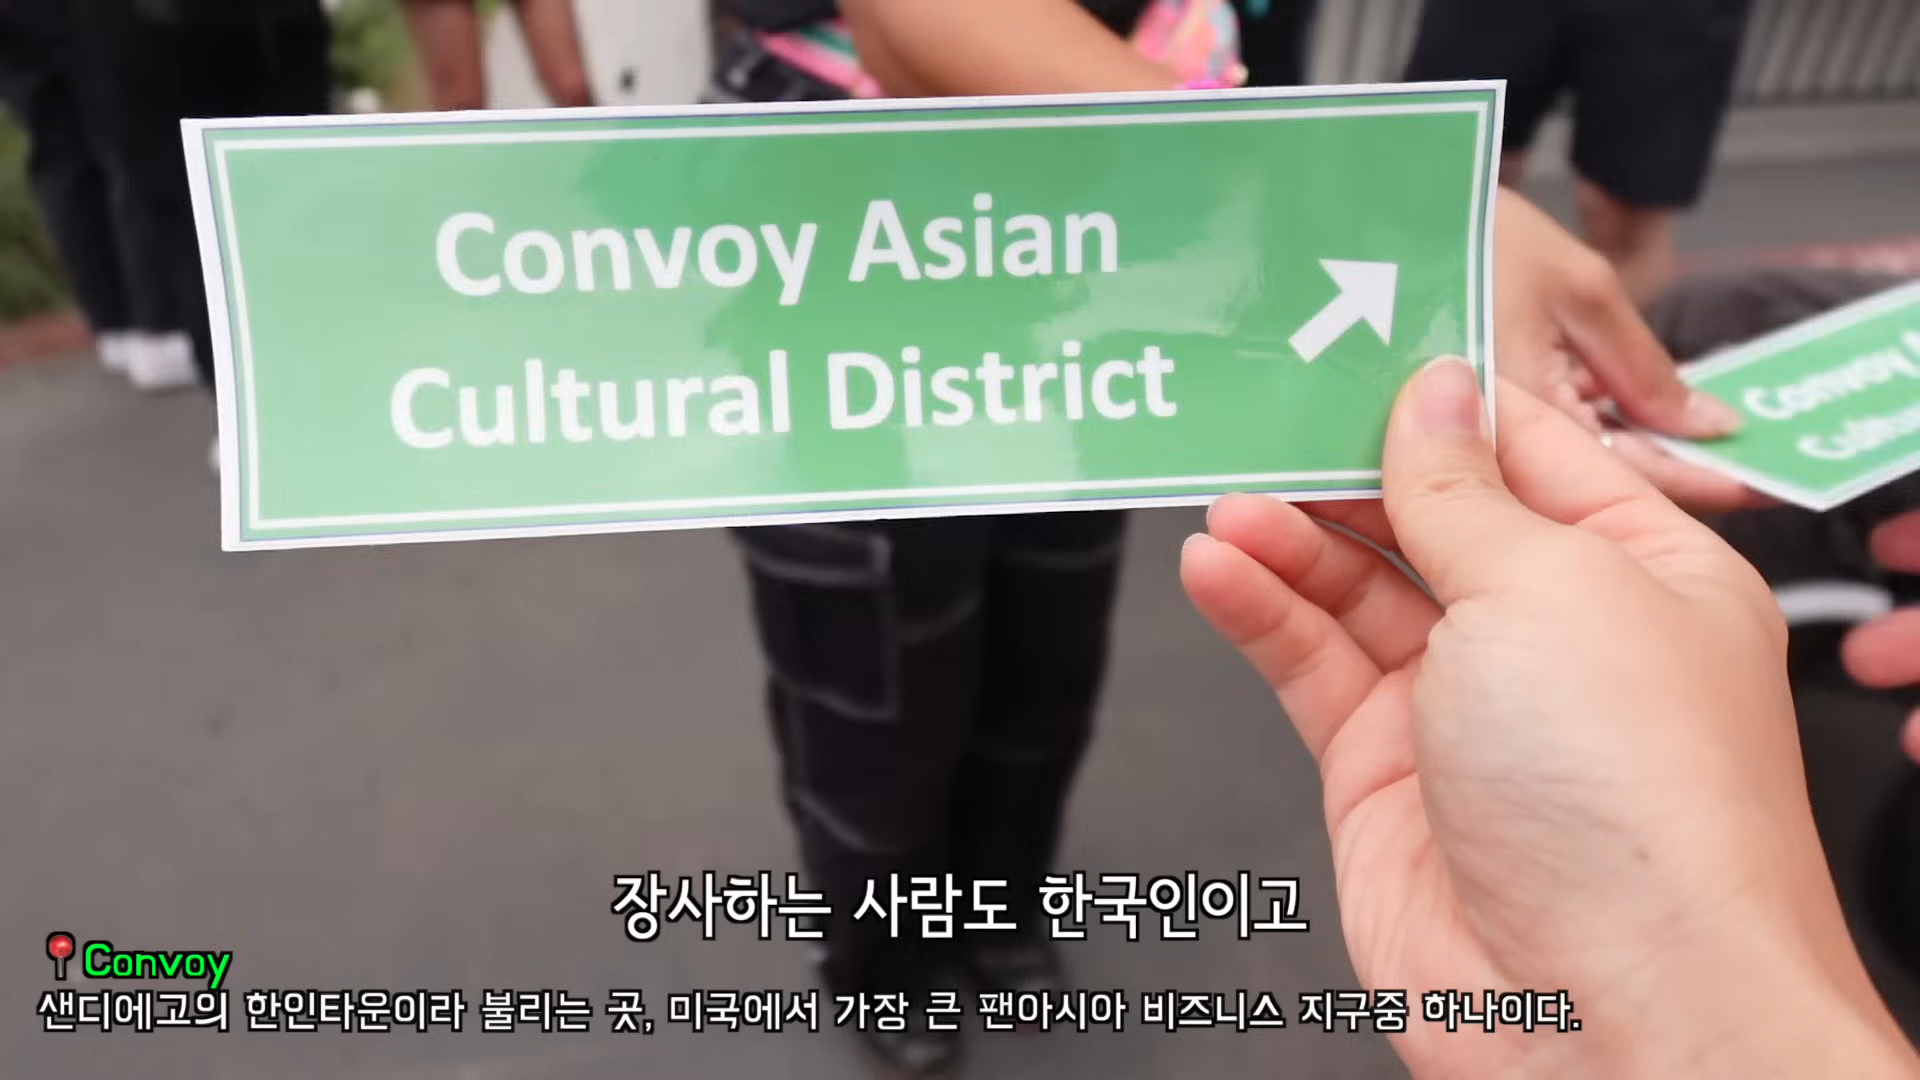 Convoy Asian
Cultural District
Convoy
장사하는 사람도 한국인이고
Convoy
샌디에고의 한인타운이라 불리는 곳, 미국에서 가장 큰 팬아시아 비즈니스 지구중 하나이다.